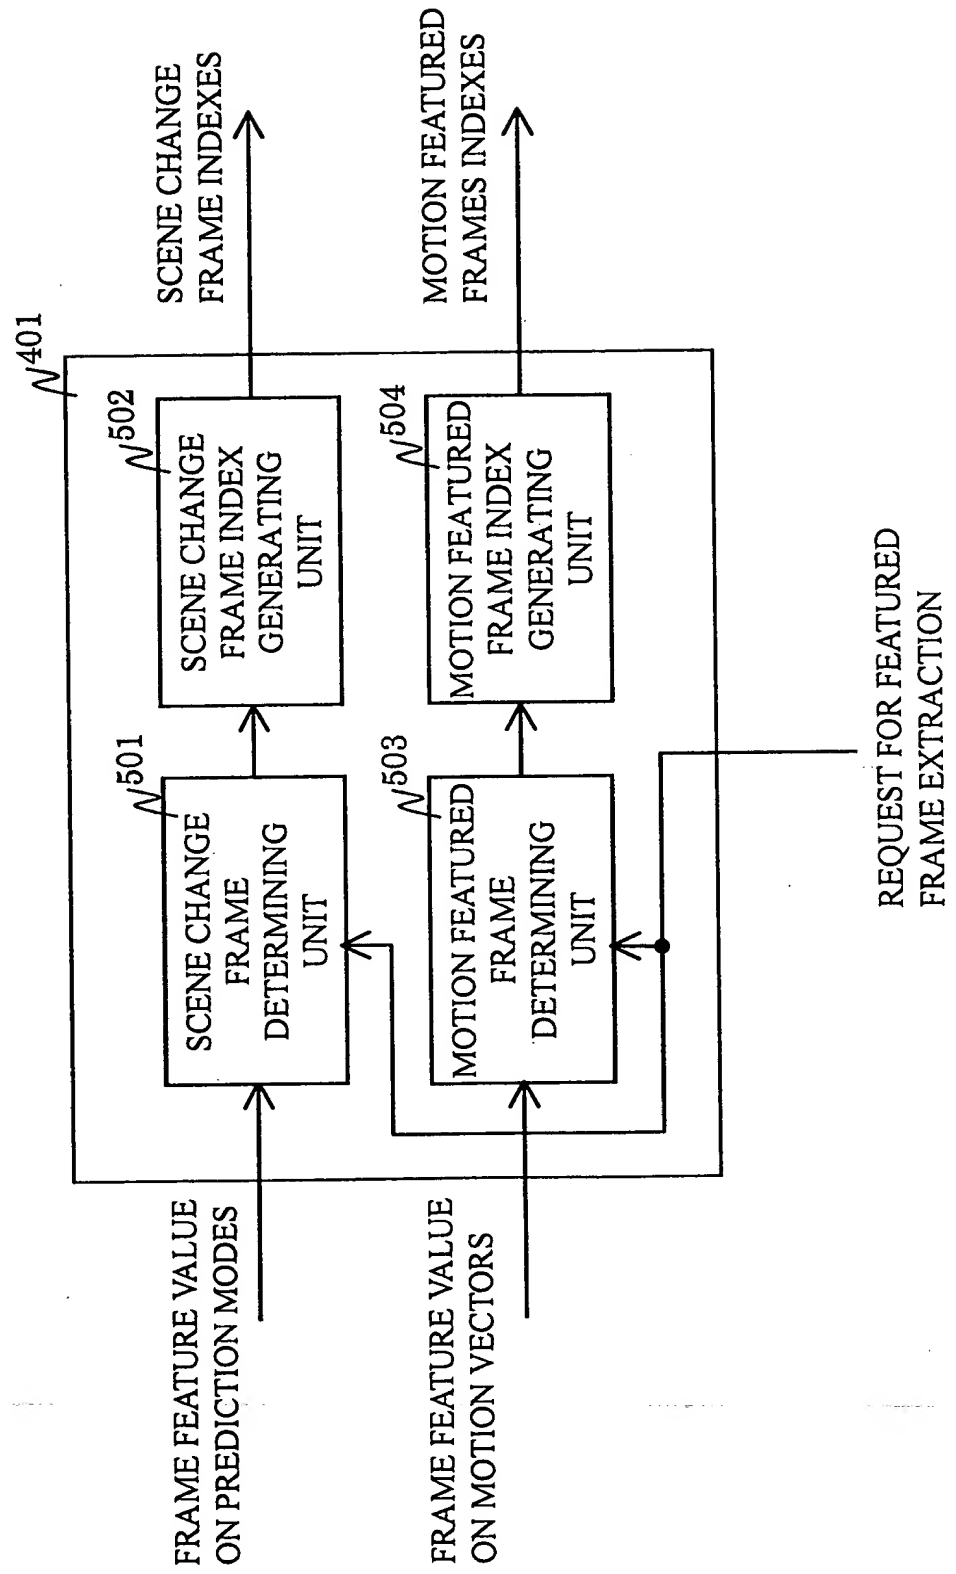 401
FRAME FEATURE VALUE
ON PREDICTION MODES
501
SCENE CHANGE
FRAME
DETERMINING
UNIT
502
SCENE CHANGE
FRAME INDEX
GENERATING
UNIT
SCENE CHANGE
FRAME INDEXES
FRAME FEATURE VALUE
ON MOTION VECTORS
503
MOTION FEATURED
FRAME
DETERMINING
UNIT
504
MOTION FEATURED
FRAME INDEX
GENERATING
UNIT
MOTION FEATURED
FRAMES INDEXES
REQUEST FOR FEATURED
FRAME EXTRACTION